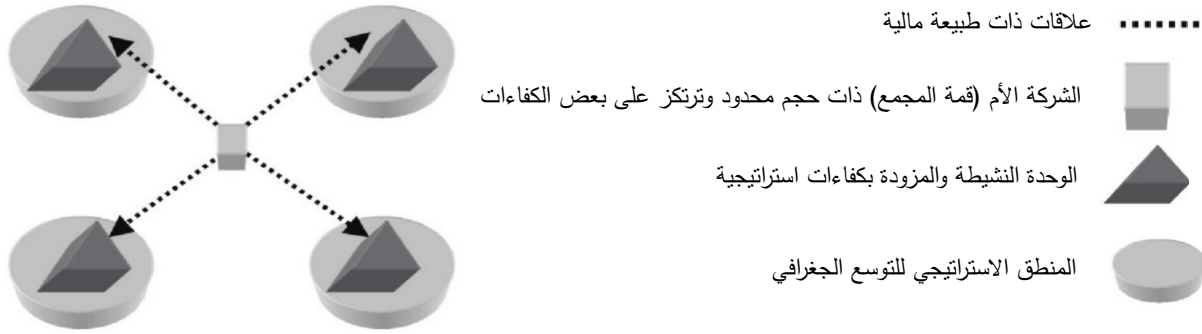 علاقات ذات طبيعة مالية
الشركة الأم (قمة المجمع) ذات حجم محدود وترتكز على بعض الكفاءات
الوحدة النشيطة والمزودة بكفاءات استراتيجية
المنطق الاستراتيجي للتوسع الجغرافي